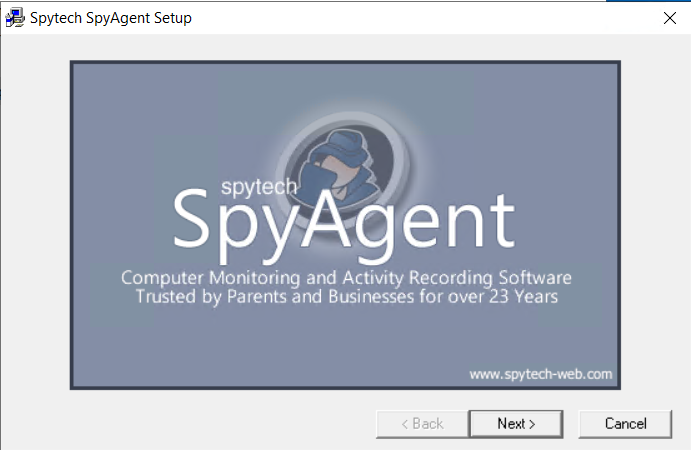 Spytech SpyAgent Setup
spytech
SpyAgent
Computer Monitoring and Activity Recording Software
Trusted by Parents and Businesses for over 23 Years
www.spytech-web.com
< Back Next > Cancel